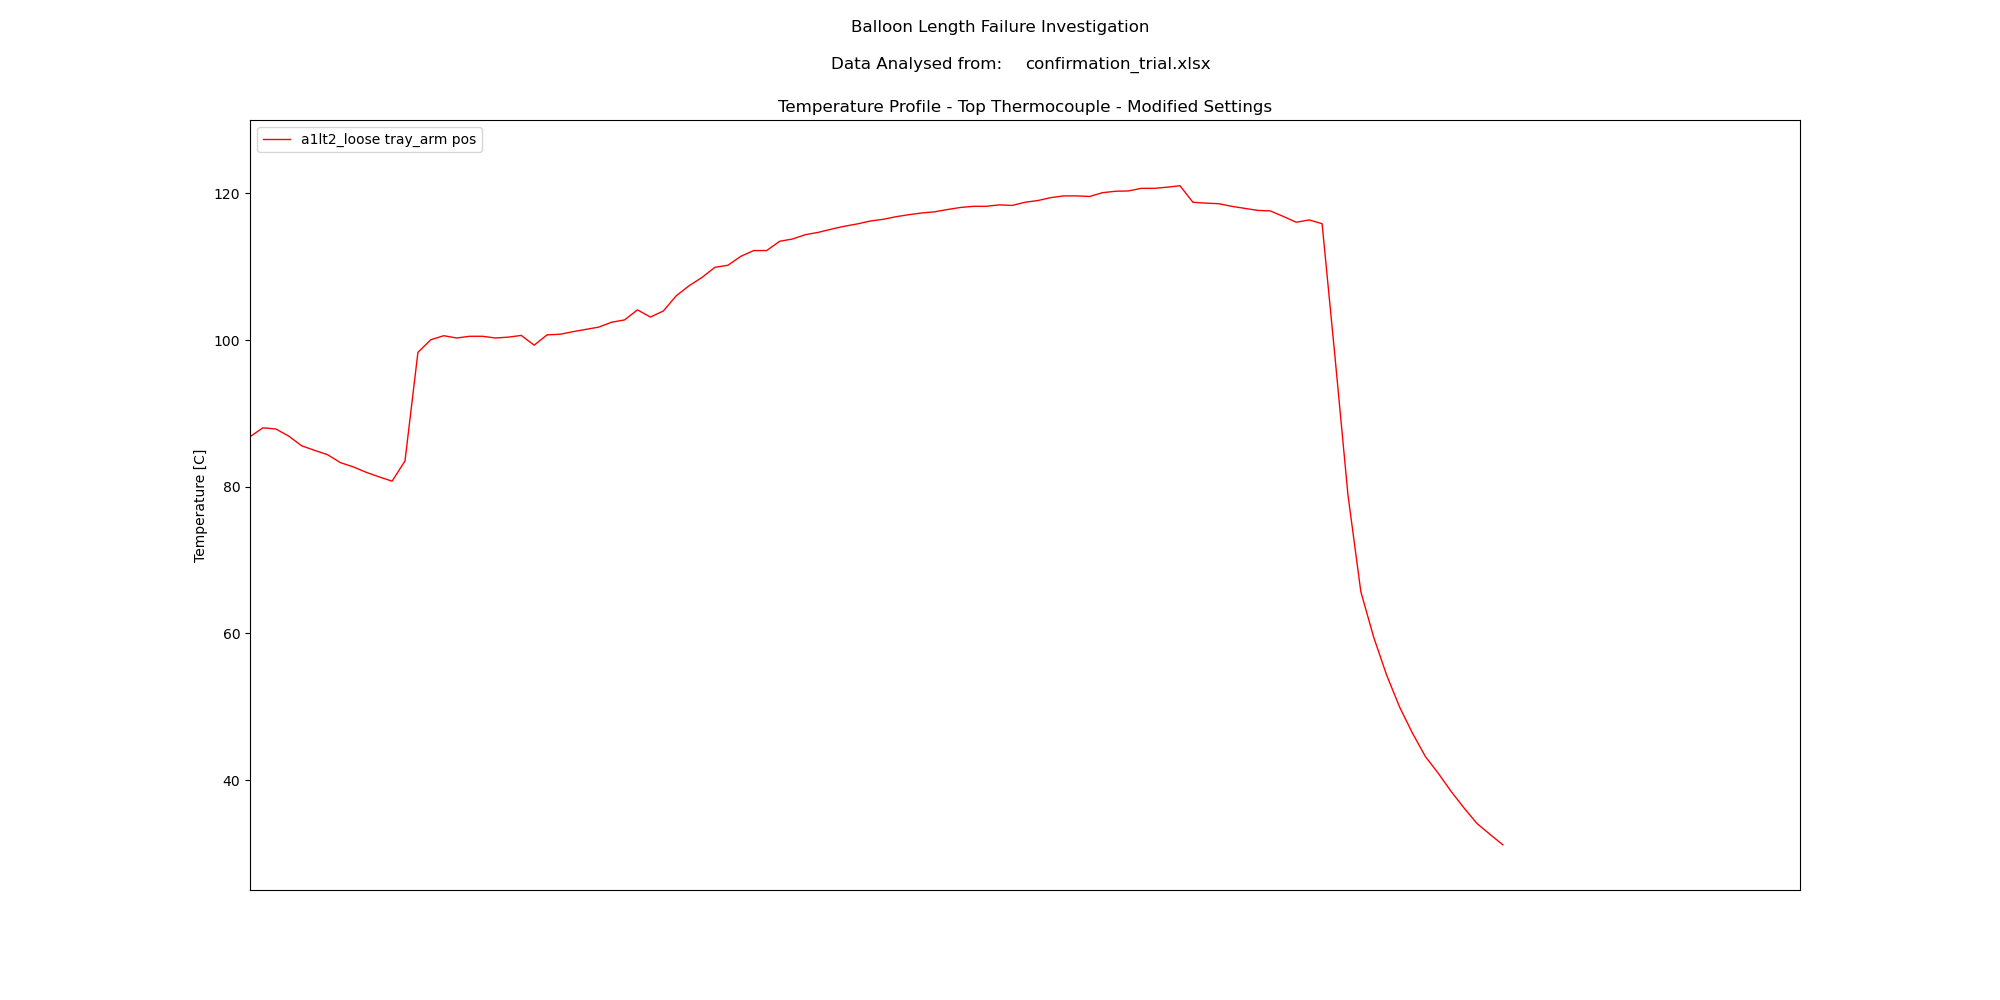 Balloon Length Failure Investigation
Data Analysed from: confirmation_trial.xlsx
Temperature Profile - Top Thermocouple - Modified Settings
a1lt2_loose tray_arm pos
120
100
80
60
40
Temperature [C]